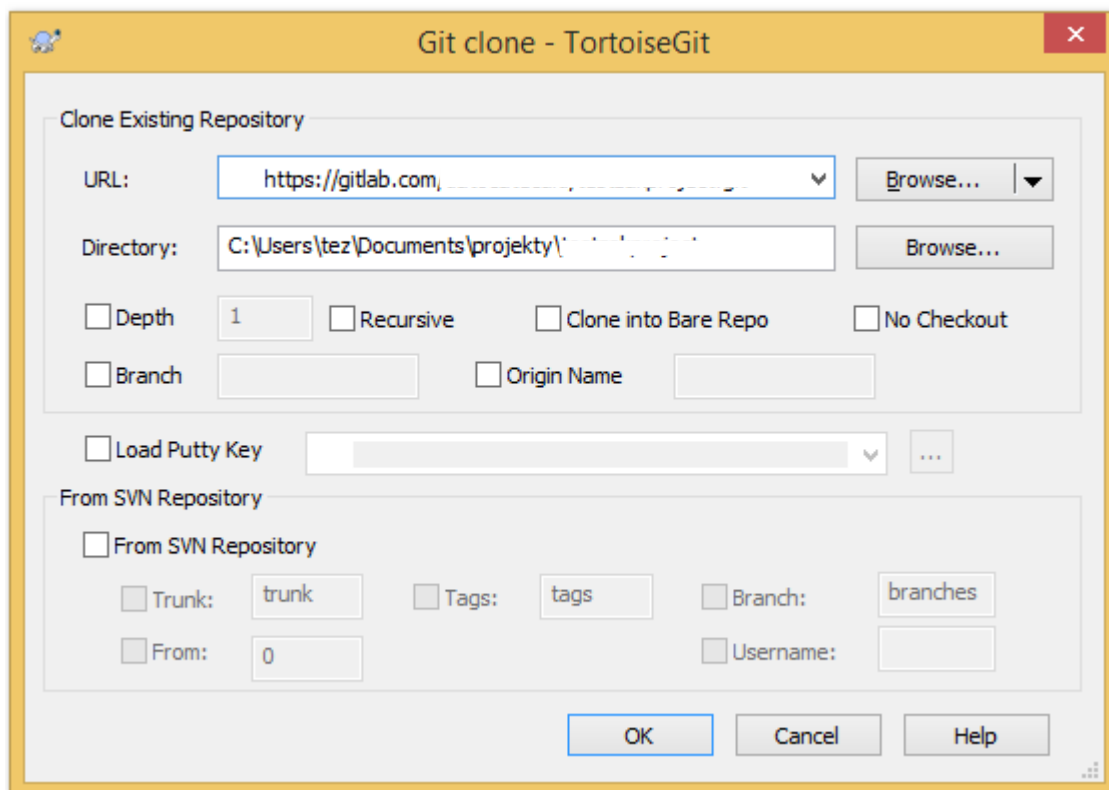 Git clone - TortoiseGit
Clone Existing Repository
URL: https://gitlab.com/ Browse...
Directory: C:\Users\tez\Documents\projekty\ Browse...
Depth 1 Recursive Clone into Bare Repo No Checkout
Branch Origin Name
Load Putty Key ...
From SVN Repository
From SVN Repository
Trunk: trunk Tags: tags Branch: branches
From: 0 Username:
OK Cancel Help